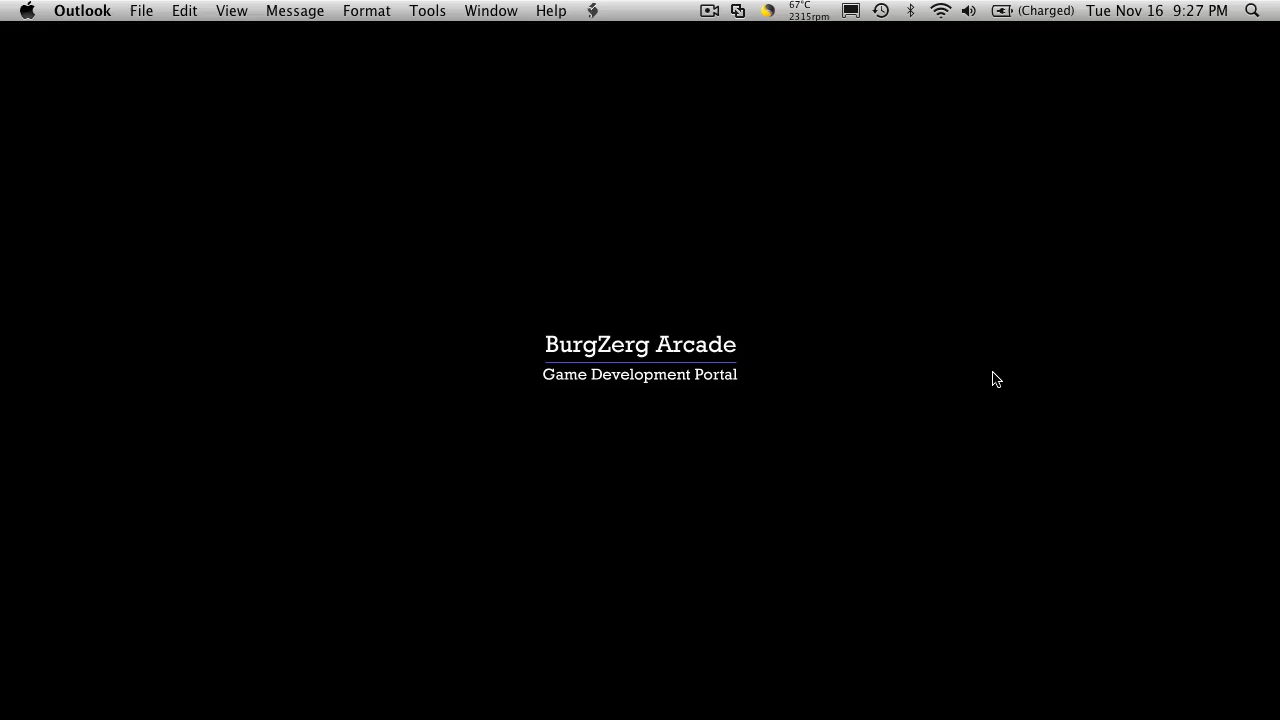 Outlook File Edit View Message Format Tools Window Help 67°C 2315rpm (Charged) Tue Nov 16 9:27 PM
BurgZerg Arcade
Game Development Portal